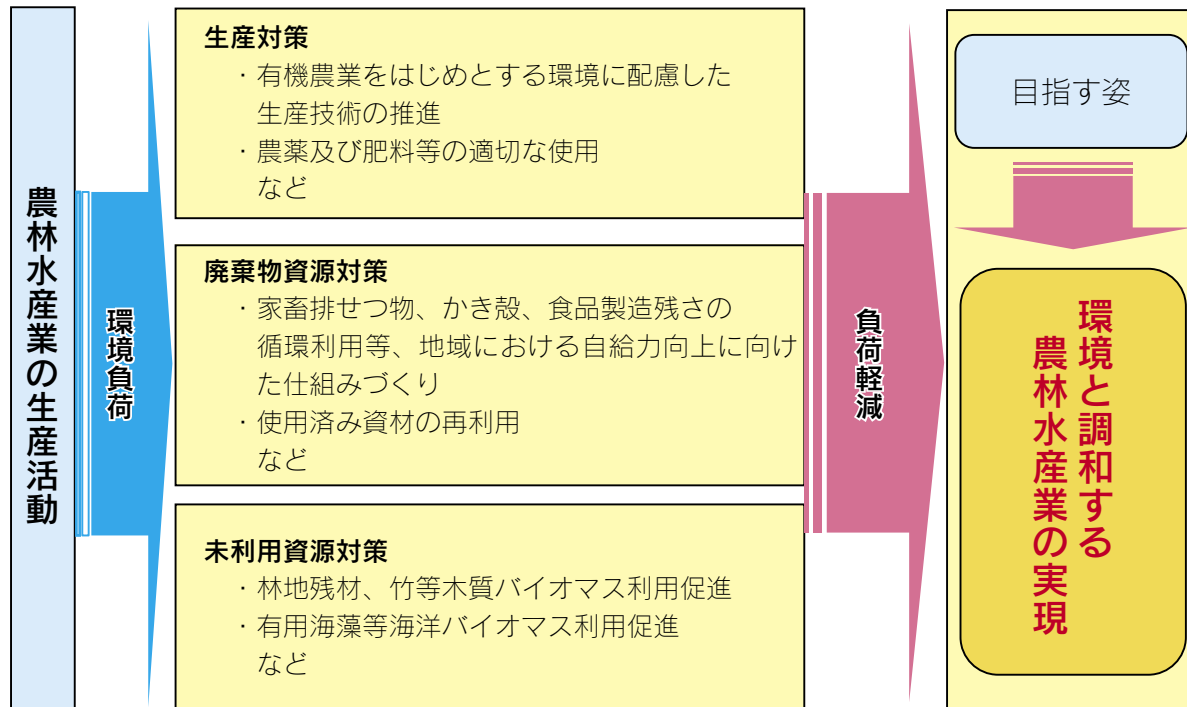 農林水産業の生産活動
環境負荷
生産対策
・有機農業をはじめとする環境に配慮した
生産技術の推進
・農薬及び肥料等の適切な使用
など
廃棄物資源対策
・家畜排せつ物、かき殻、食品製造残さの
循環利用等、地域における自給力向上に向け
た仕組みづくり
・使用済み資材の再利用
など
未利用資源対策
・林地残材、竹等木質バイオマス利用促進
・有用海藻等海洋バイオマス利用促進
など
負荷軽減
目指す姿
環境と調和する
農林水産業の実現